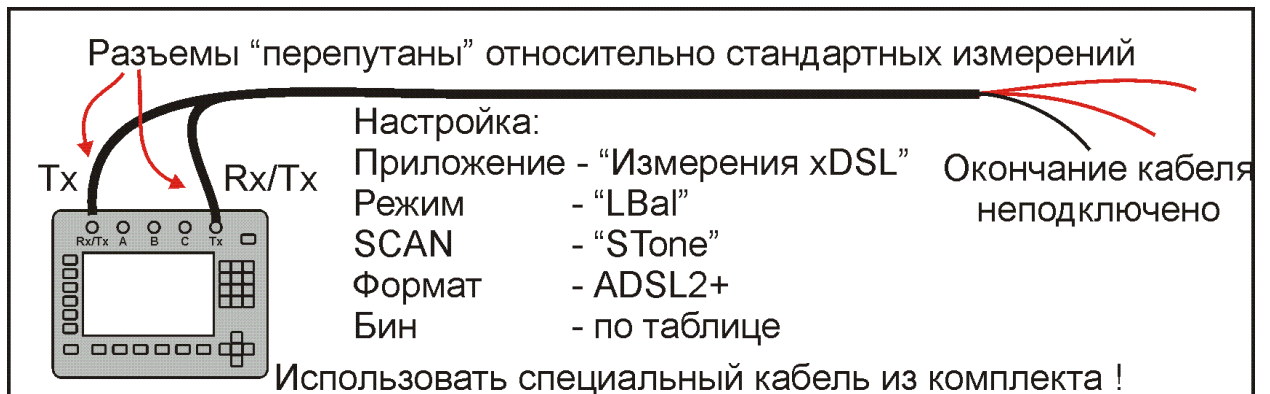 Разъемы “перепутаны” относительно стандартных измерений
Tx
Rx/Tx
Rx/Tx A B C Tx
Настройка:
Приложение - “Измерения xDSL”
Режим - “LBal”
SCAN - “STone”
Формат - ADSL2+
Бин - по таблице
Окончание кабеля
неподключено
Использовать специальный кабель из комплекта !